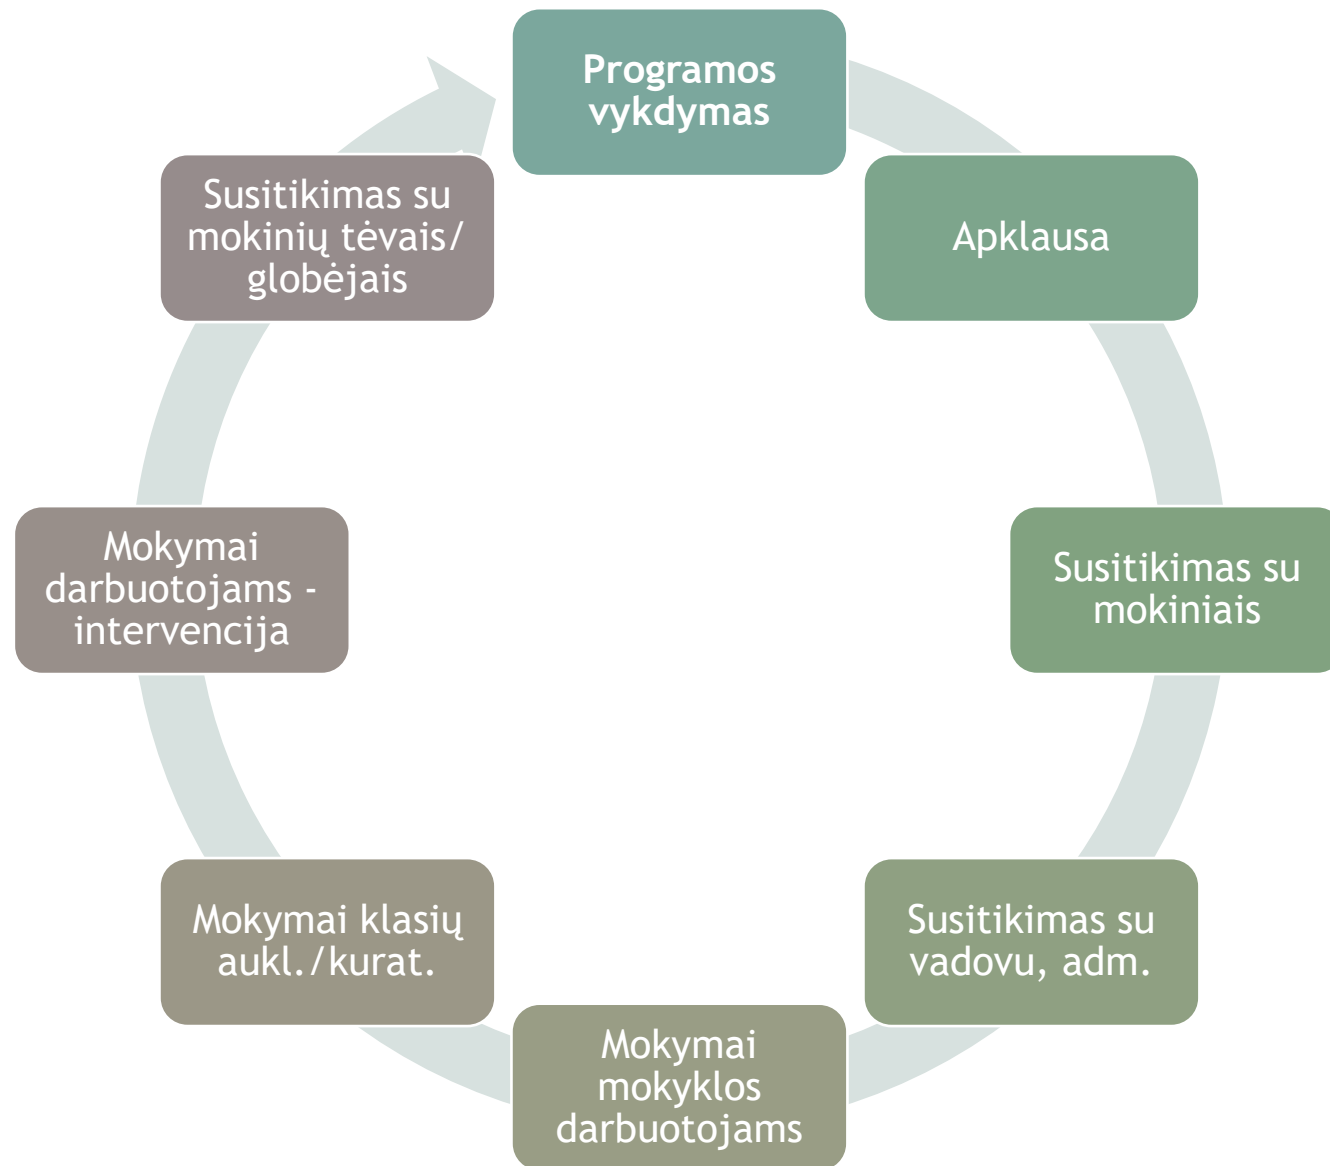 Programos
vykdymas
Apklausa
Susitikimas su
mokiniais
Susitikimas su
vadovu, adm.
Mokymai
mokyklos
darbuotojams
Mokymai klasių
aukl./kurat.
Mokymai
darbuotojams -
intervencija
Susitikimas su
mokinių tėvais/
globėjais